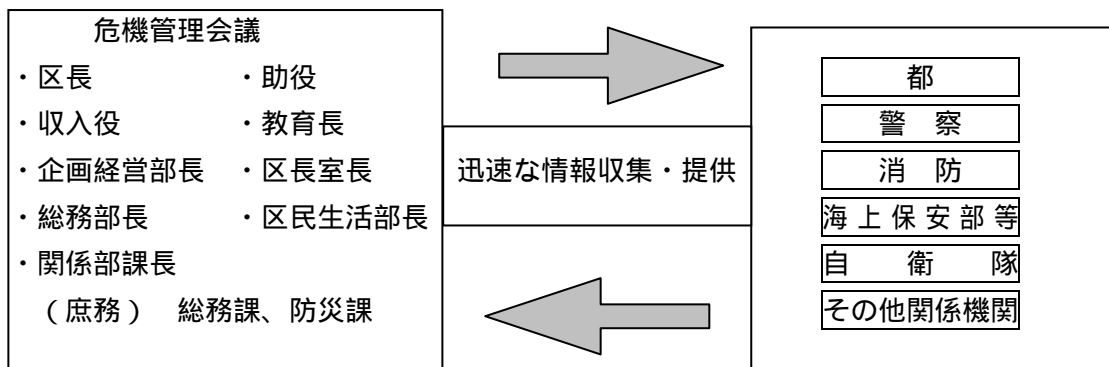 危機管理会議
・区長　・助役
・収入役　・教育長
・企画経営部長　・区長室長
・総務部長　・区民生活部長
・関係部課長
（庶務）　総務課、防災課
迅速な情報収集・提供
都
警　察
消　防
海上保安部等
自　衛　隊
その他関係機関